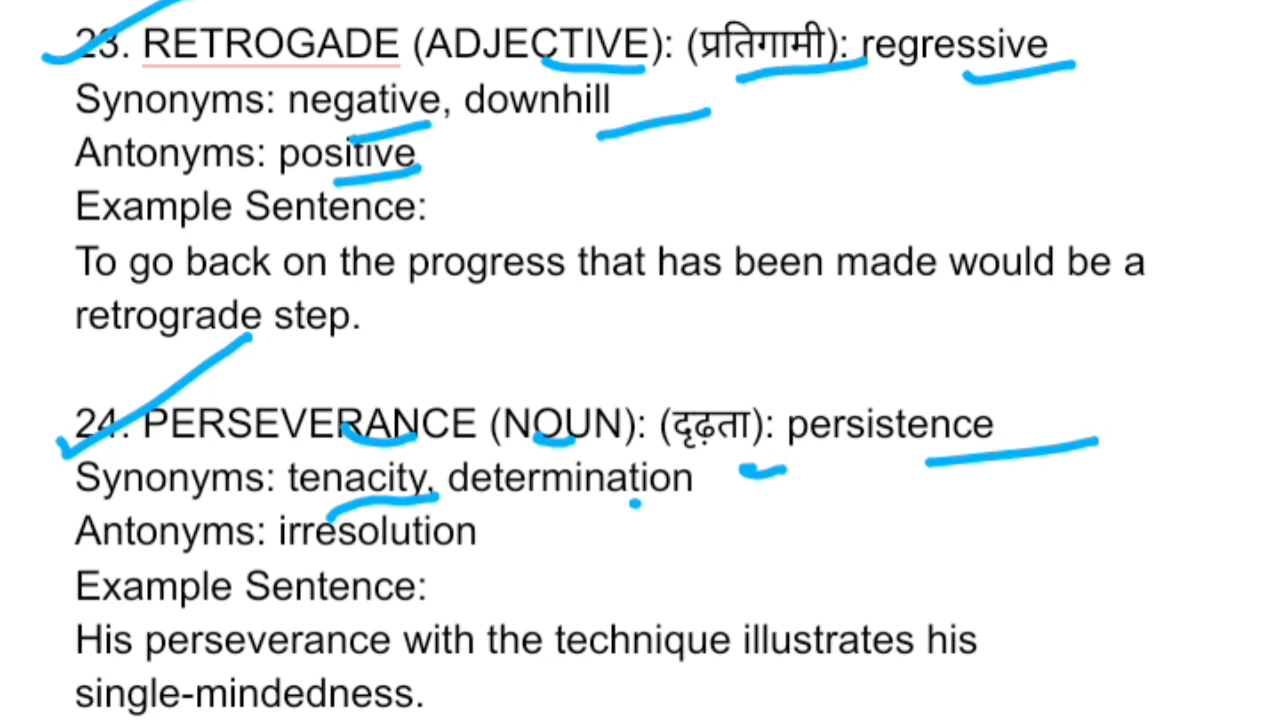 23. RETROGADE (ADJECTIVE): (प्रतिगामी): regressive
Synonyms: negative, downhill
Antonyms: positive
Example Sentence:
To go back on the progress that has been made would be a
retrograde step.
24. PERSEVERANCE (NOUN): (दृढ़ता): persistence
Synonyms: tenacity, determination
Antonyms: irresolution
Example Sentence:
His perseverance with the technique illustrates his
single-mindedness.